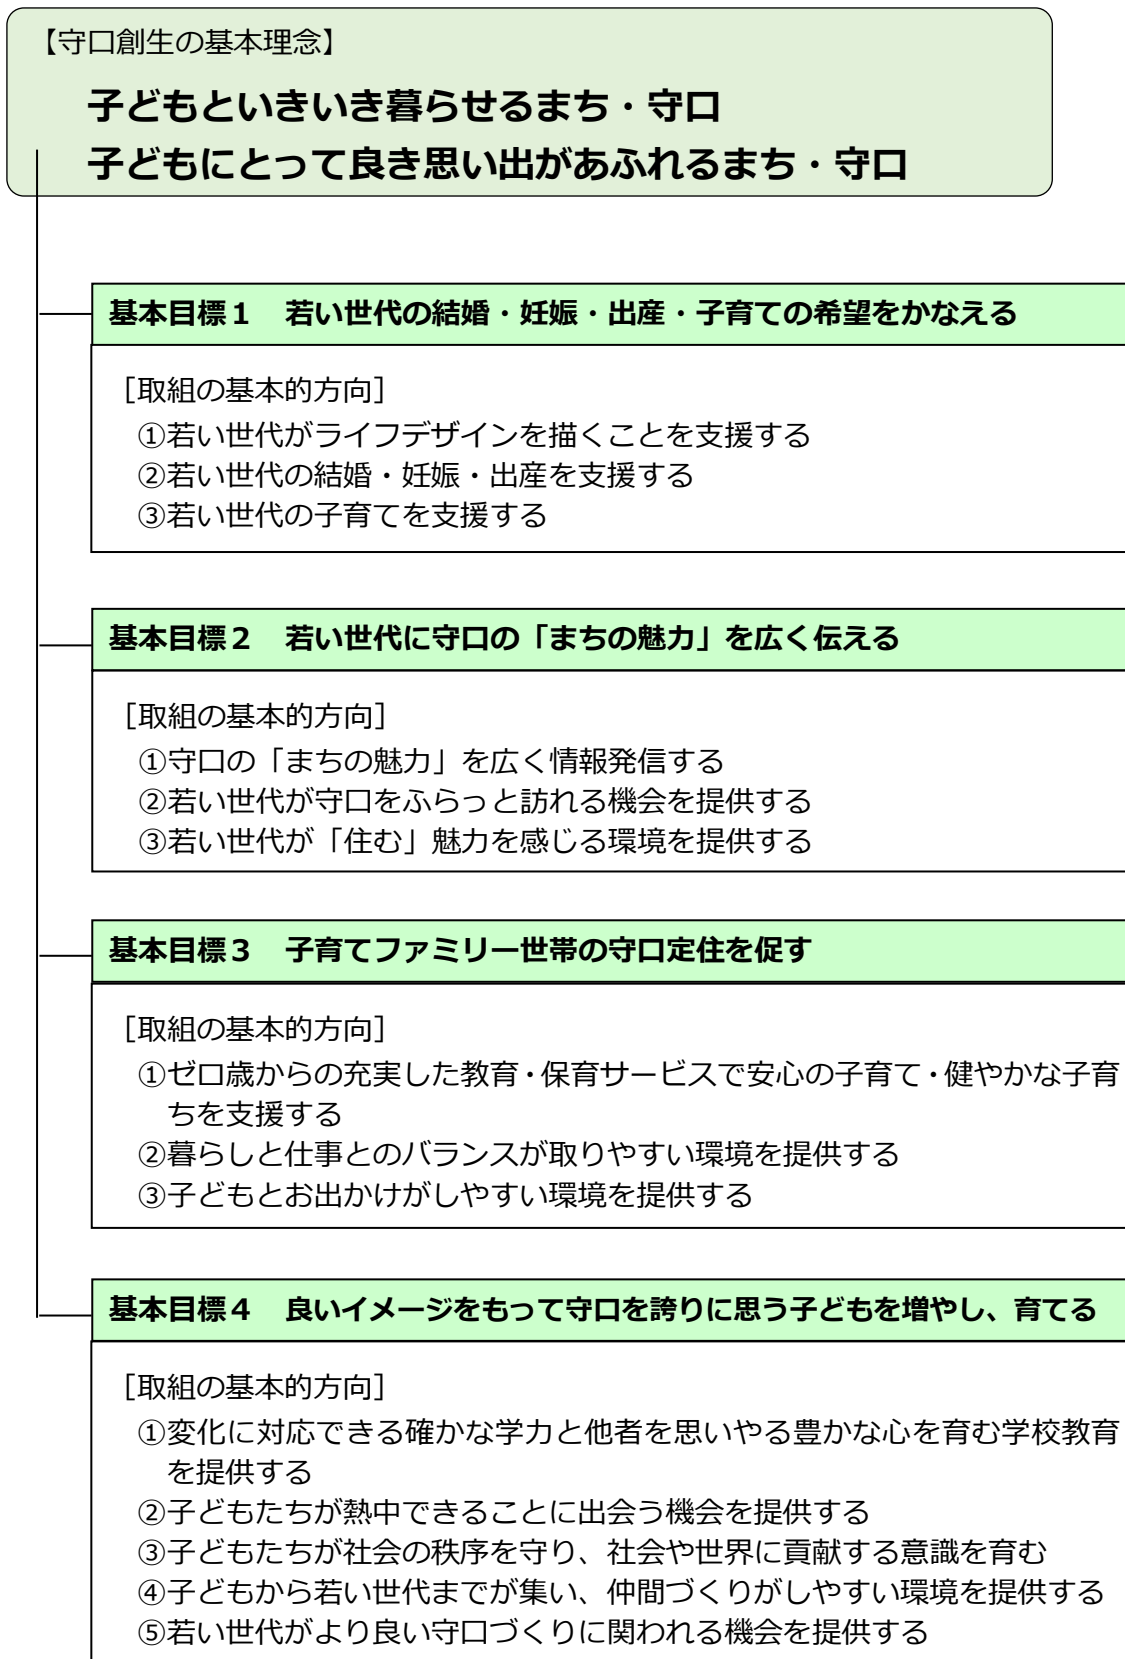 【守口創生の基本理念】
子どもといきいき暮らせるまち・守口
子どもにとって良き思い出があふれるまち・守口
基本目標１　若い世代の結婚・妊娠・出産・子育ての希望をかなえる
［取組の基本的方向］
①若い世代がライフデザインを描くことを支援する
②若い世代の結婚・妊娠・出産を支援する
③若い世代の子育てを支援する
基本目標２　若い世代に守口の「まちの魅力」を広く伝える
［取組の基本的方向］
①守口の「まちの魅力」を広く情報発信する
②若い世代が守口をふらっと訪れる機会を提供する
③若い世代が「住む」魅力を感じる環境を提供する
基本目標３　子育てファミリー世帯の守口定住を促す
［取組の基本的方向］
①ゼロ歳からの充実した教育・保育サービスで安心の子育て・健やかな子育
ちを支援する
②暮らしと仕事とのバランスが取りやすい環境を提供する
③子どもとお出かけがしやすい環境を提供する
基本目標４　良いイメージをもって守口を誇りに思う子どもを増やし、育てる
［取組の基本的方向］
①変化に対応できる確かな学力と他者を思いやる豊かな心を育む学校教育
を提供する
②子どもたちが熱中できることに出会う機会を提供する
③子どもたちが社会の秩序を守り、社会や世界に貢献する意識を育む
④子どもから若い世代までが集い、仲間づくりがしやすい環境を提供する
⑤若い世代がより良い守口づくりに関われる機会を提供する